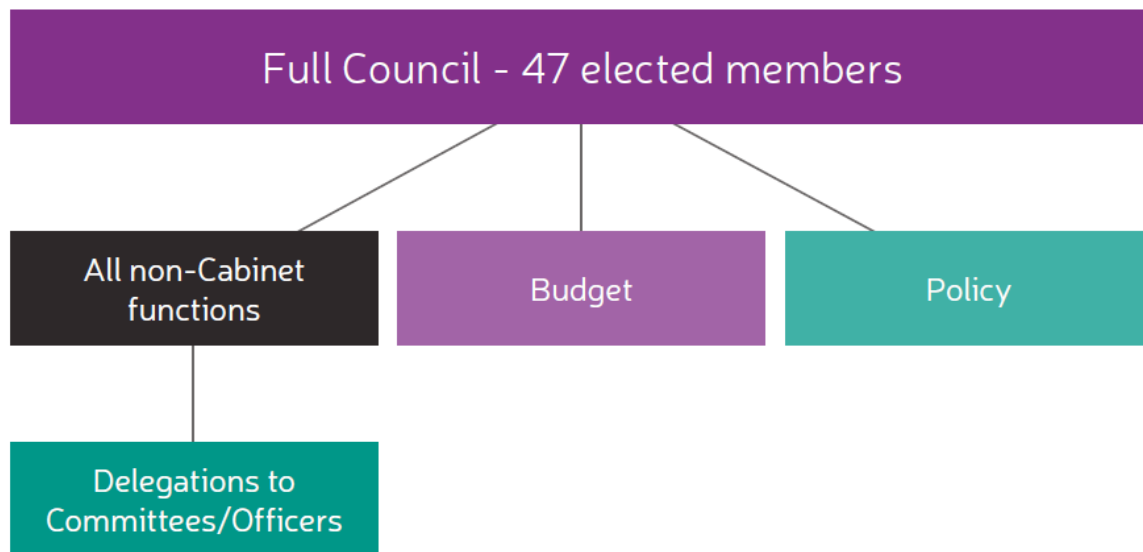 Full Council - 47 elected members
All non-Cabinet
functions
Budget
Policy
Delegations to
Committees/Officers